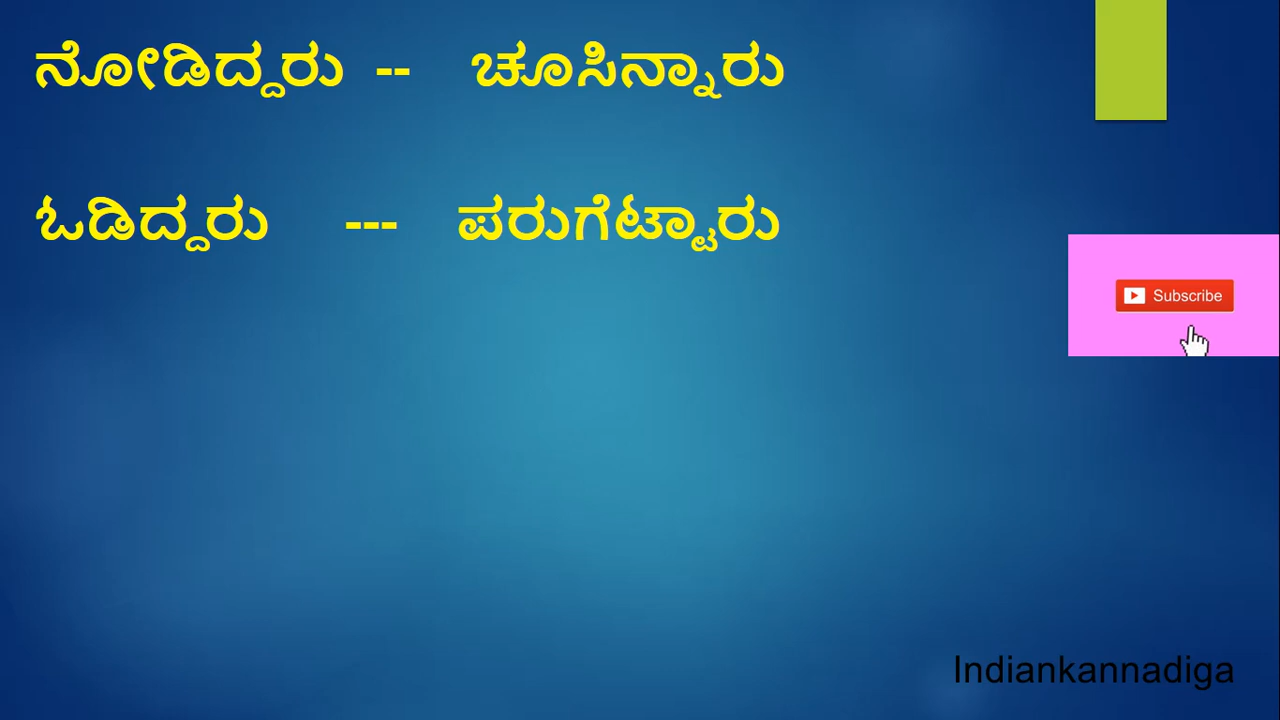 ನೋಡಿದ್ದರು -- ಚೂಸಿನ್ನಾರು
ಓಡಿದ್ದರು --- ಪರುಗೆಟ್ಟಾರು
Subscribe
Indiankannadiga